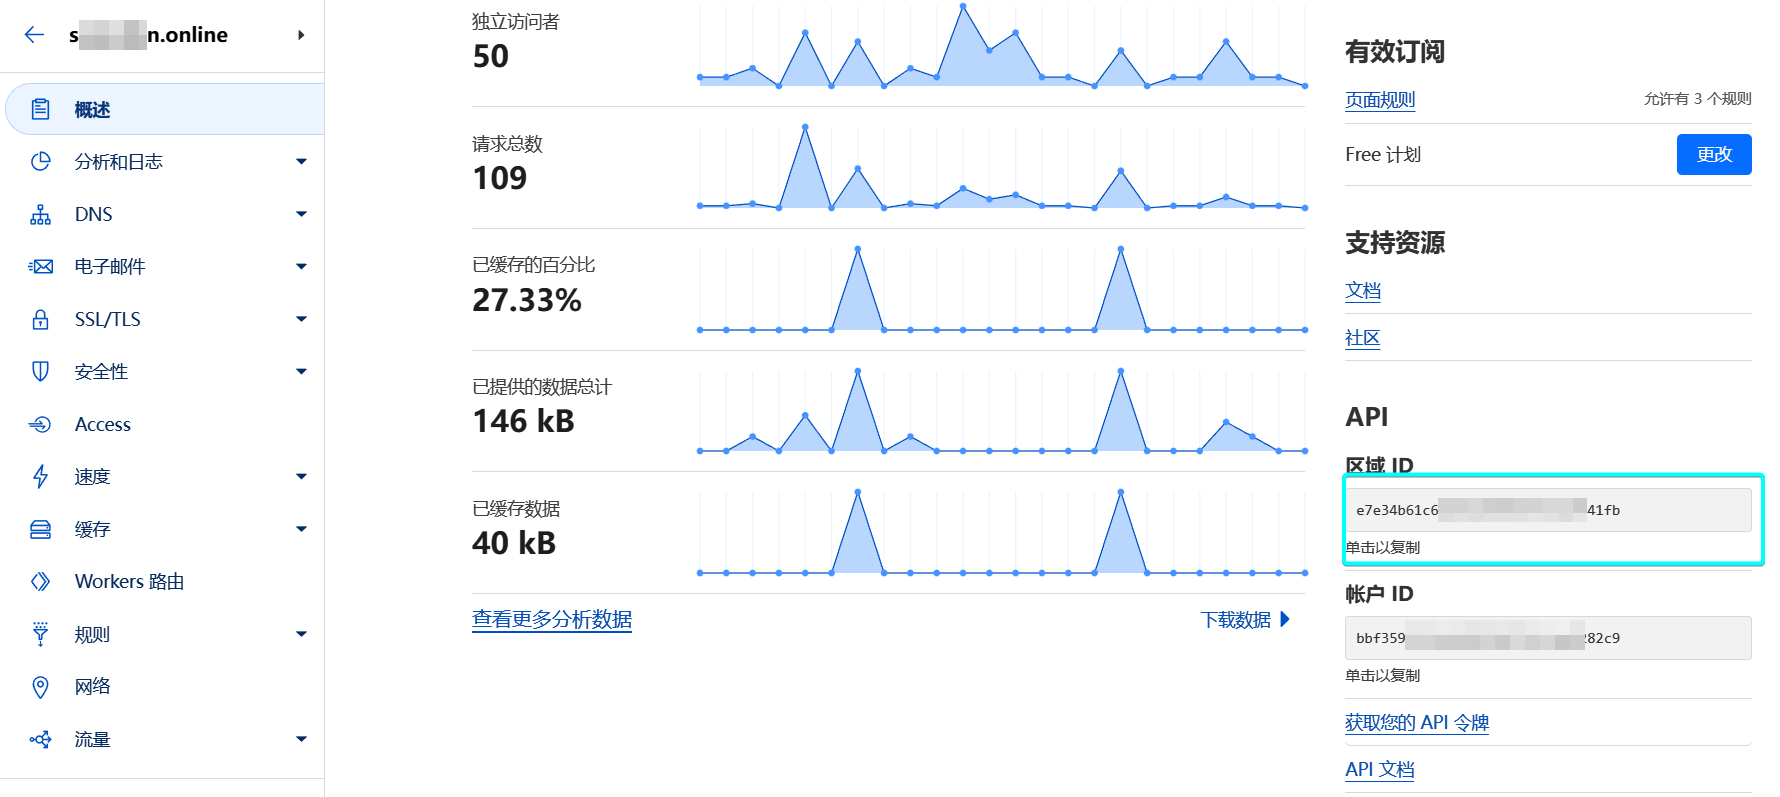 s n.online
概述
分析和日志
DNS
电子邮件
SSL/TLS
安全性
Access
速度
缓存
Workers 路由
规则
网络
流量
独立访问者
50
请求总数
109
已缓存的百分比
27.33%
已提供的数据总计
146 kB
已缓存数据
40 kB
查看更多分析数据
下载数据
有效订阅
页面规则
允许有 3 个规则
Free 计划
更改
支持资源
文档
社区
API
区域 ID
e7e34b61c6 41fb
单击以复制
帐户 ID
bbf359 282c9
单击以复制
获取您的 API 令牌
API 文档